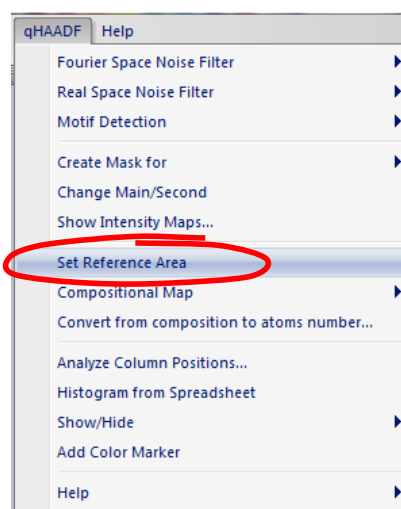 qHAADF Help
Fourier Space Noise Filter
Real Space Noise Filter
Motif Detection
Create Mask for
Change Main/Second
Show Intensity Maps...
Set Reference Area
Compositional Map
Convert from composition to atoms number...
Analyze Column Positions...
Histogram from Spreadsheet
Show/Hide
Add Color Marker
Help